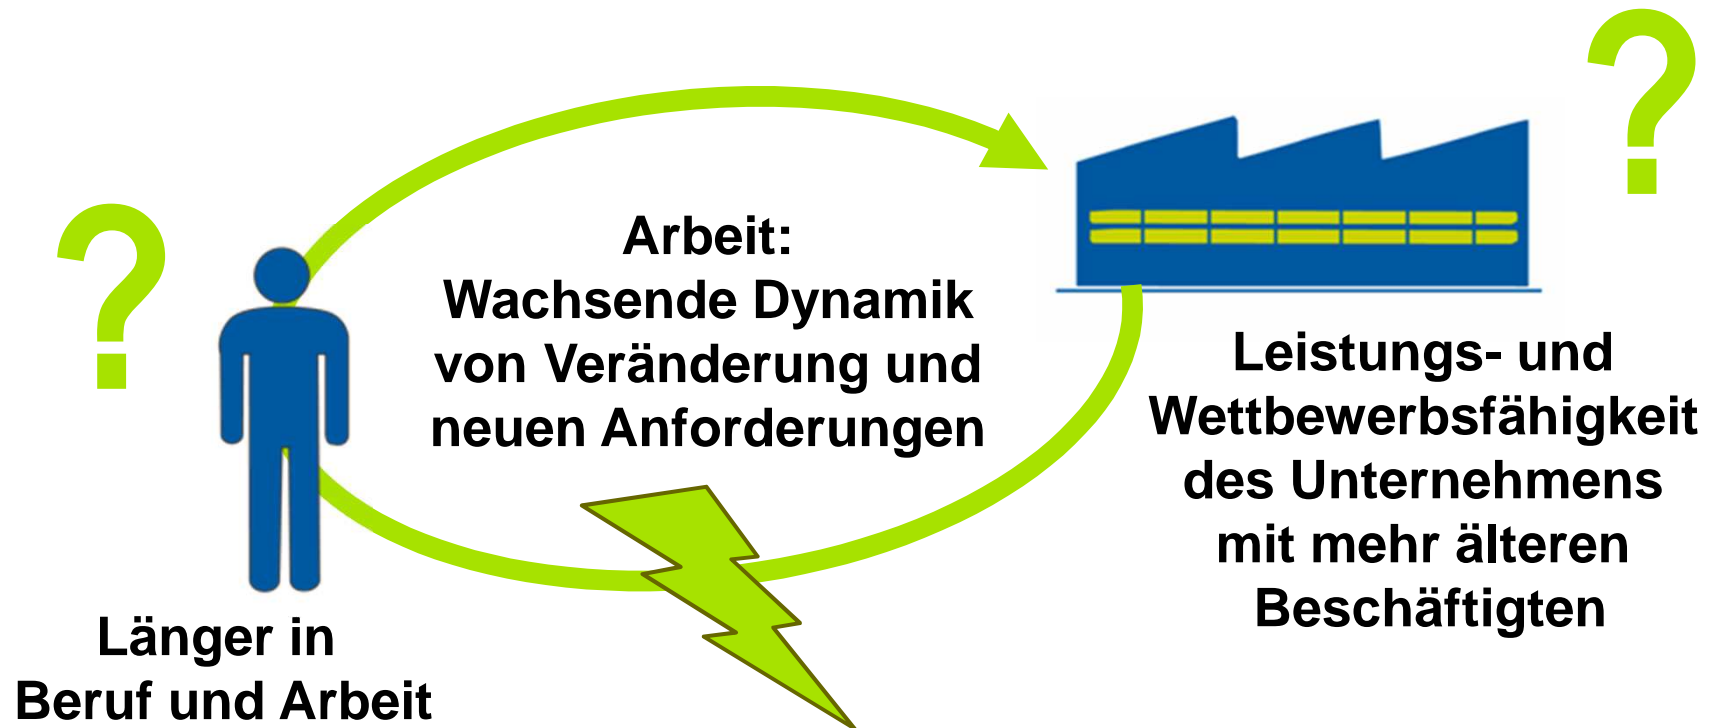 ?
?
Arbeit:
Wachsende Dynamik
von Veränderung und
neuen Anforderungen
Leistungs- und
Wettbewerbsfähigkeit
des Unternehmens
mit mehr älteren
Beschäftigten
Länger in
Beruf und Arbeit